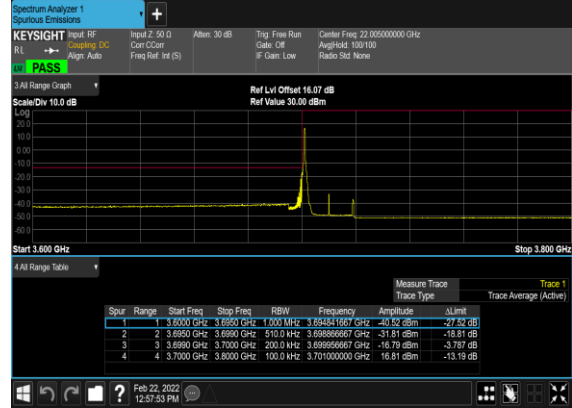 Spectrum Analyzer 1
Spurious Emissions
KEYSIGHT Input: RF Input Z: 50 Ω Atten: 30 dB Trig: Free Run Center Freq: 22.005000000 GHz
RL Coupling: DC Corr CCorr Gate: Off Avg|Hold: 100/100
Align: Auto Freq Ref: Int (S) IF Gain: Low Radio Std: None
PASS
3 All Range Graph
Ref Lvl Offset 16.07 dB
Scale/Div 10.0 dB Ref Value 30.00 dBm
Log
20.0
10.0
0.00
-10.0
-20.0
-30.0
-40.0
-50.0
-60.0
Start 3.600 GHz Stop 3.800 GHz
4 All Range Table
Measure Trace Trace 1
Trace Type Trace Average (Active)
Spur Range Start Freq Stop Freq RBW Frequency Amplitude ΔLimit
1 1 3.6000 GHz 3.6950 GHz 1.000 MHz 3.694841667 GHz -40.52 dBm -27.52 dB
2 2 3.6950 GHz 3.6990 GHz 510.0 kHz 3.698866667 GHz -31.81 dBm -18.81 dB
3 3 3.6990 GHz 3.7000 GHz 200.0 kHz 3.699956667 GHz -16.79 dBm -3.787 dB
4 4 3.7000 GHz 3.8000 GHz 100.0 kHz 3.701000000 GHz 16.81 dBm -13.19 dB
Feb 22, 2022
12:57:53 PM